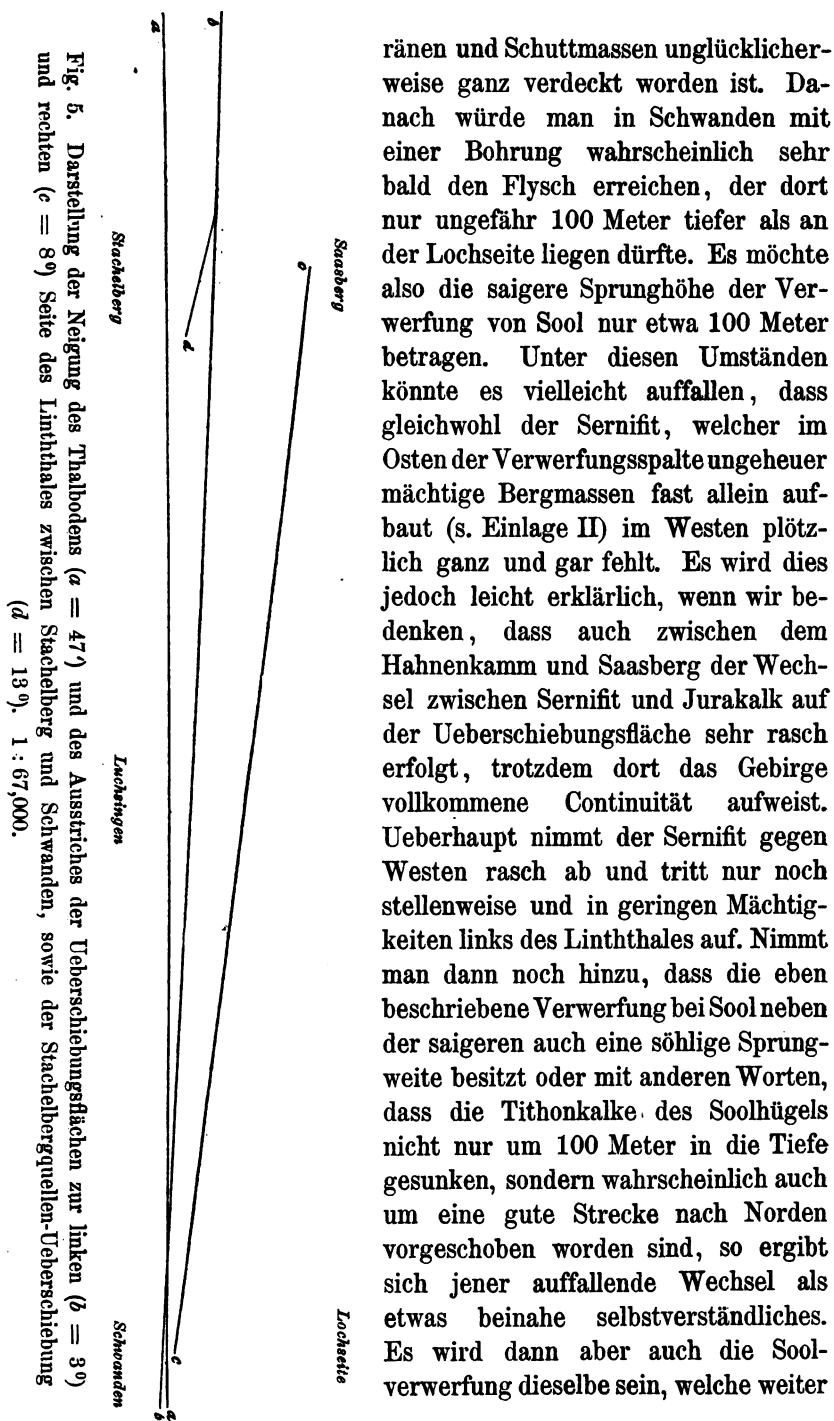 ränen und Schuttmassen unglücklicher-
weise ganz verdeckt worden ist. Da-
nach würde man in Schwanden mit
einer Bohrung wahrscheinlich sehr
bald den Flysch erreichen, der dort
nur ungefähr 100 Meter tiefer als an
der Lochseite liegen dürfte. Es möchte
also die saigere Sprunghöhe der Ver-
werfung von Sool nur etwa 100 Meter
betragen. Unter diesen Umständen
könnte es vielleicht auffallen, dass
gleichwohl der Sernifit, welcher im
Osten der Verwerfungsspalte ungeheuer
mächtige Bergmassen fast allein auf-
baut (s. Einlage II) im Westen plötz-
lich ganz und gar fehlt. Es wird dies
jedoch leicht erklärlich, wenn wir be-
denken, dass auch zwischen dem
Hahnenkamm und Saasberg der Wech-
sel zwischen Sernifit und Jurakalk auf
der Ueberschiebungsfläche sehr rasch
erfolgt, trotzdem dort das Gebirge
vollkommene Continuität aufweist.
Ueberhaupt nimmt der Sernifit gegen
Westen rasch ab und tritt nur noch
stellenweise und in geringen Mächtig-
keiten links des Linththales auf. Nimmt
man dann noch hinzu, dass die eben
beschriebene Verwerfung bei Sool neben
der saigeren auch eine söhlige Sprung-
weite besitzt oder mit anderen Worten,
dass die Tithonkalke des Soolhügels
nicht nur um 100 Meter in die Tiefe
gesunken, sondern wahrscheinlich auch
um eine gute Strecke nach Norden
vorgeschoben worden sind, so ergibt
sich jener auffallende Wechsel als
etwas beinahe selbstverständliches.
Es wird dann aber auch die Sool-
verwerfung dieselbe sein, welche weiter
Saasberg
Lochseite
c
c
b
b
d
a
a
Stachelberg
Luchsingen
Schwanden
Fig. 5. Darstellung der Neigung des Thalbodens (a = 47′) und des Ausstriches der Ueberschiebungsflächen zur linken (b = 3⁰)
und rechten (c = 8⁰) Seite des Linththales zwischen Stachelberg und Schwanden, sowie der Stachelbergquellen-Ueberschiebung
(d = 13⁰). 1 : 67,000.